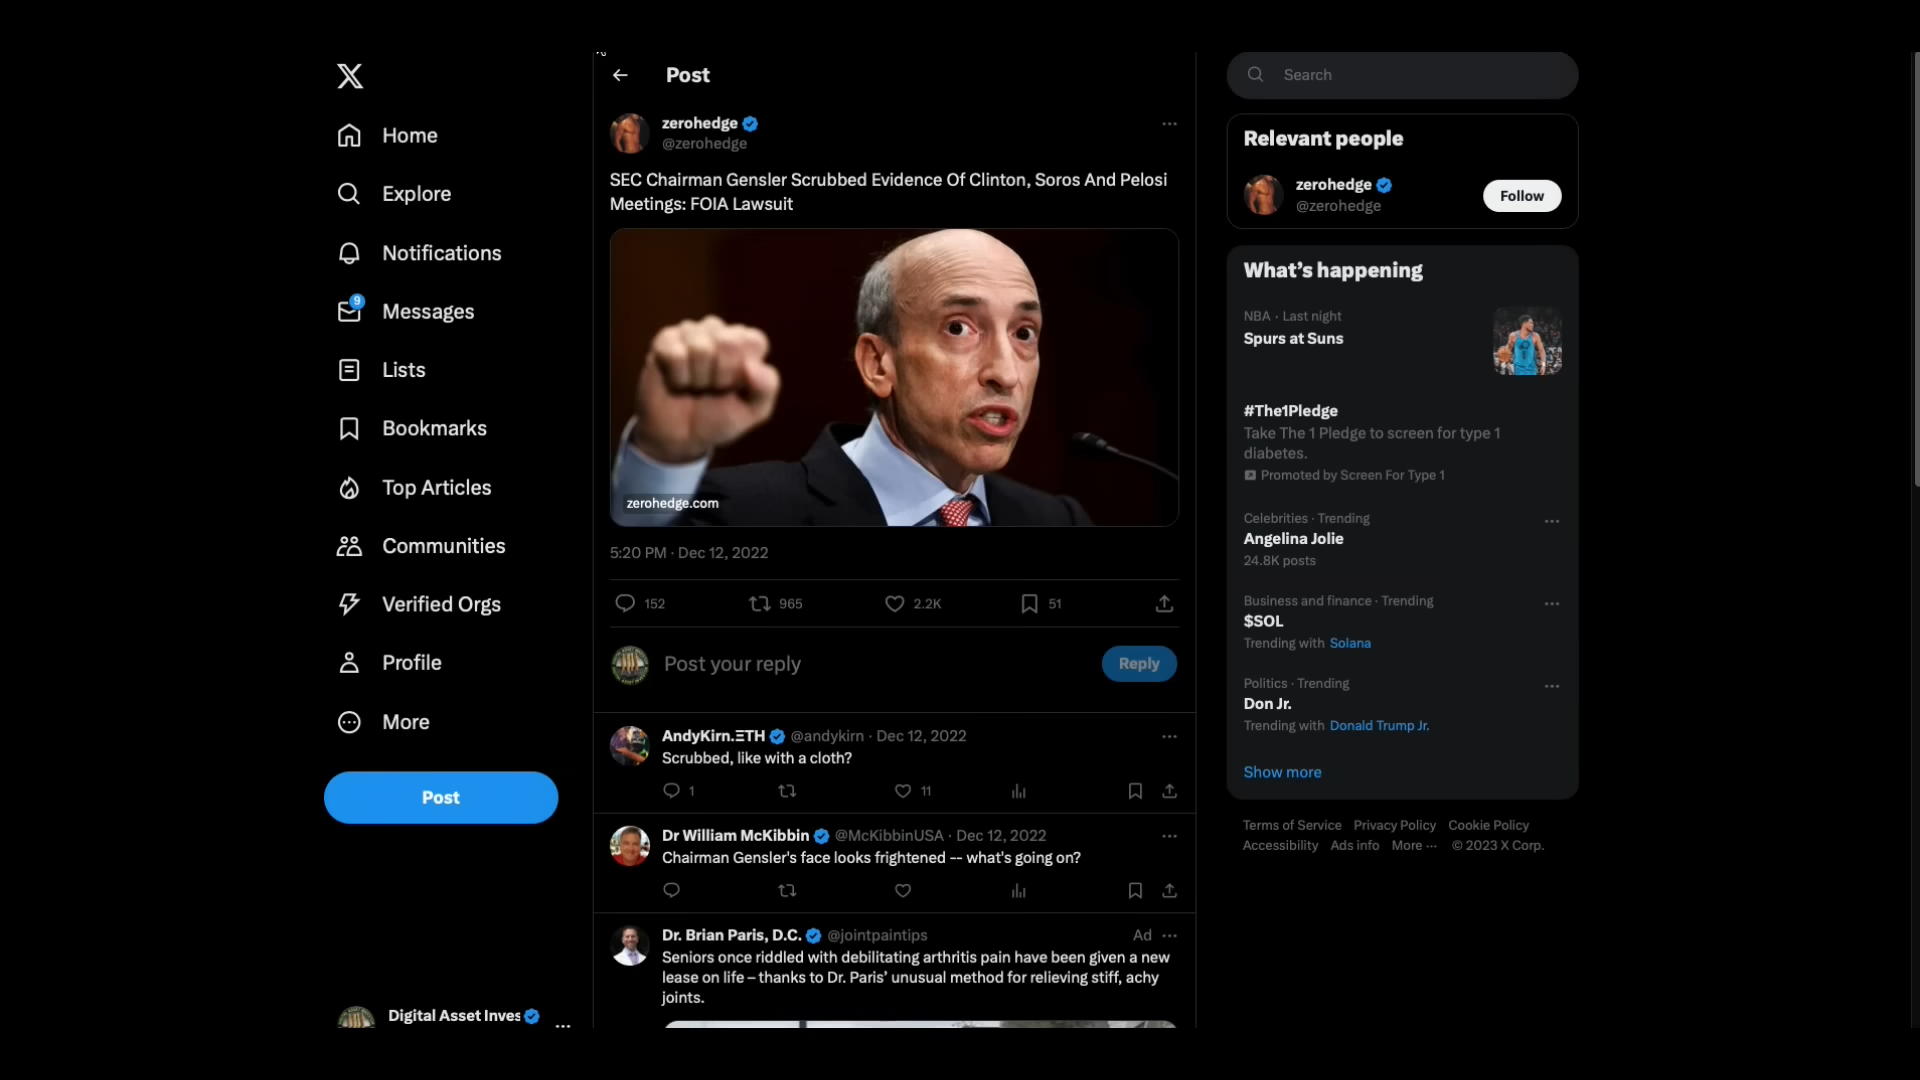 Home
Explore
Notifications
9
Messages
Lists
Bookmarks
Top Articles
Communities
Verified Orgs
Profile
More
Post
Digital Asset Inves
Post
zerohedge
@zerohedge
SEC Chairman Gensler Scrubbed Evidence Of Clinton, Soros And Pelosi
Meetings: FOIA Lawsuit
zerohedge.com
5:20 PM · Dec 12, 2022
152 965 2.2K 51
Post your reply
Reply
AndyKirn.ΞTH @andykirn · Dec 12, 2022
Scrubbed, like with a cloth?
1 11
Dr William McKibbin @McKibbinUSA · Dec 12, 2022
Chairman Gensler's face looks frightened -- what's going on?
Dr. Brian Paris, D.C. @jointpaintips Ad
Seniors once riddled with debilitating arthritis pain have been given a new
lease on life – thanks to Dr. Paris’ unusual method for relieving stiff, achy
joints.
Search
Relevant people
zerohedge
@zerohedge
Follow
What’s happening
NBA · Last night
Spurs at Suns
#The1Pledge
Take The 1 Pledge to screen for type 1
diabetes.
Promoted by Screen For Type 1
Celebrities · Trending
Angelina Jolie
24.8K posts
Business and finance · Trending
$SOL
Trending with Solana
Politics · Trending
Don Jr.
Trending with Donald Trump Jr.
Show more
Terms of Service Privacy Policy Cookie Policy
Accessibility Ads info More ··· © 2023 X Corp.